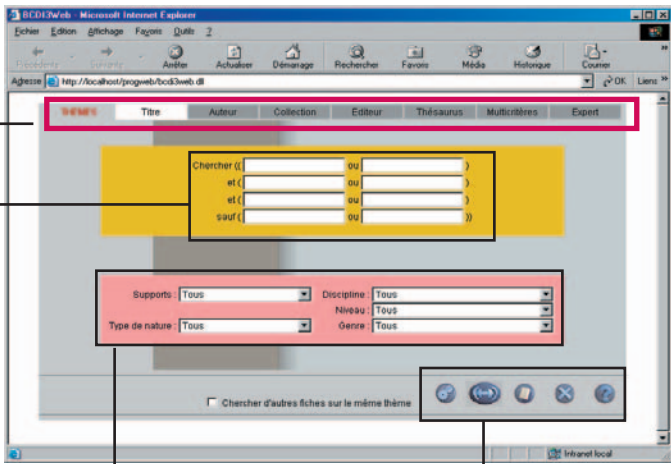 BCDI3Web - Microsoft Internet Explorer
Fichier Edition Affichage Favoris Outils ?
Précédente Suivante Arrêter Actualiser Démarrage Rechercher Favoris Média Historique Courrier »
Adresse http://localhost/progweb/bcdi3web.dll OK Liens »
THEMES Titre Auteur Collection Editeur Thésaurus Multicritères Expert
Chercher (( ou )
et ( ou )
et ( ou )
sauf ( ou ))
Supports : Tous Discipline : Tous
Niveau : Tous
Type de nature : Tous Genre : Tous
Chercher d'autres fiches sur le même thème
Intranet local